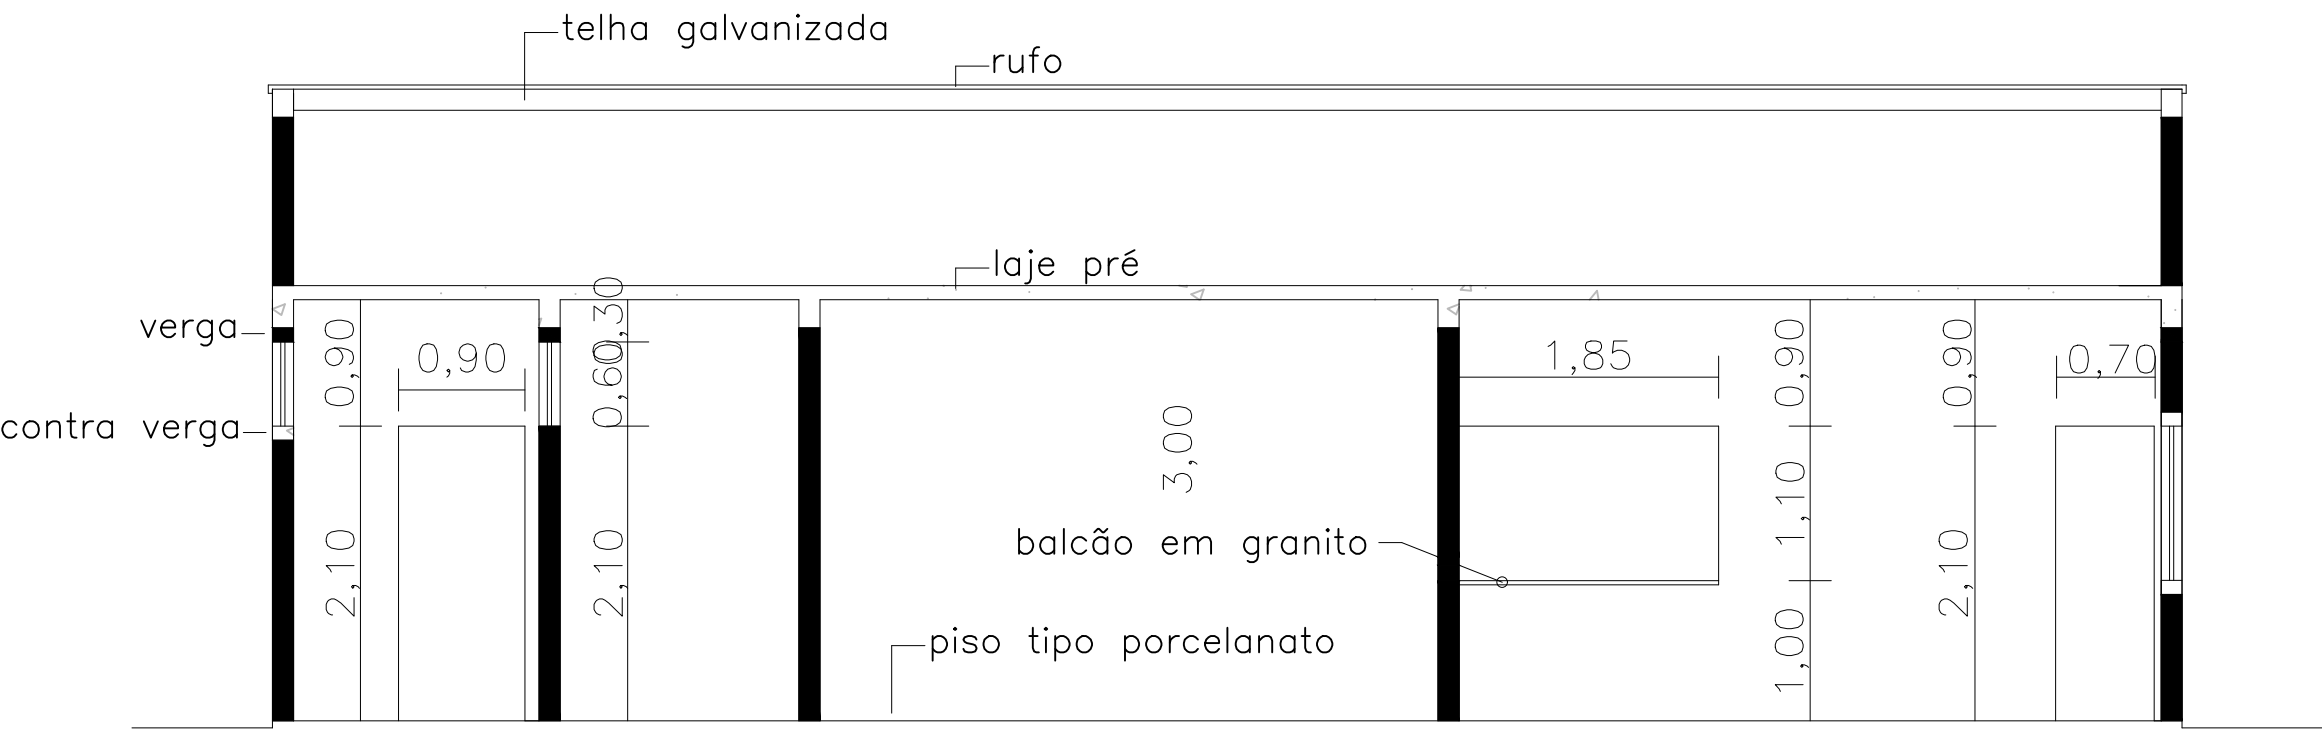 telha galvanizada
rufo
laje pré
verga
contra verga
0,90
0,90
0,30
0,60
2,10
2,10
3,00
balcão em granito
piso tipo porcelanato
1,85
0,90
1,10
1,00
0,90
2,10
0,70